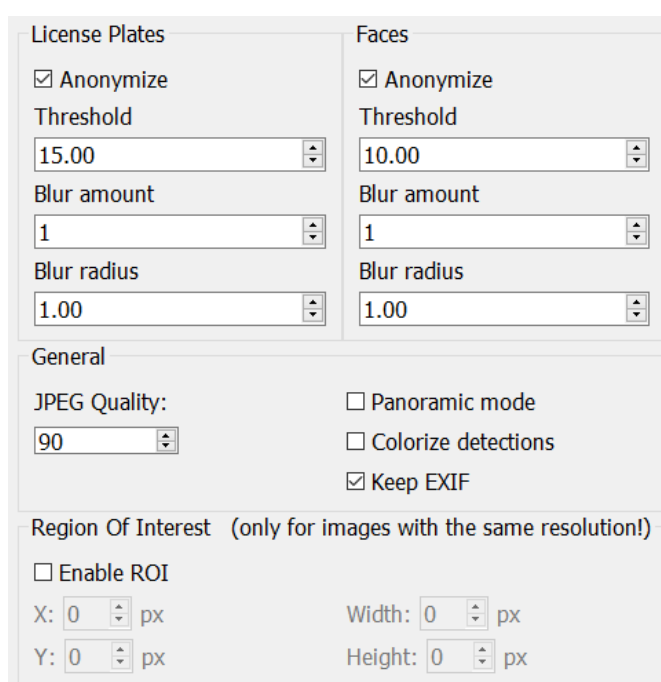 License Plates Faces
Anonymize Anonymize
Threshold Threshold
15.00 10.00
Blur amount Blur amount
1 1
Blur radius Blur radius
1.00 1.00
General
JPEG Quality: Panoramic mode
90 Colorize detections
Keep EXIF
Region Of Interest (only for images with the same resolution!)
Enable ROI
X: 0 px Width: 0 px
Y: 0 px Height: 0 px